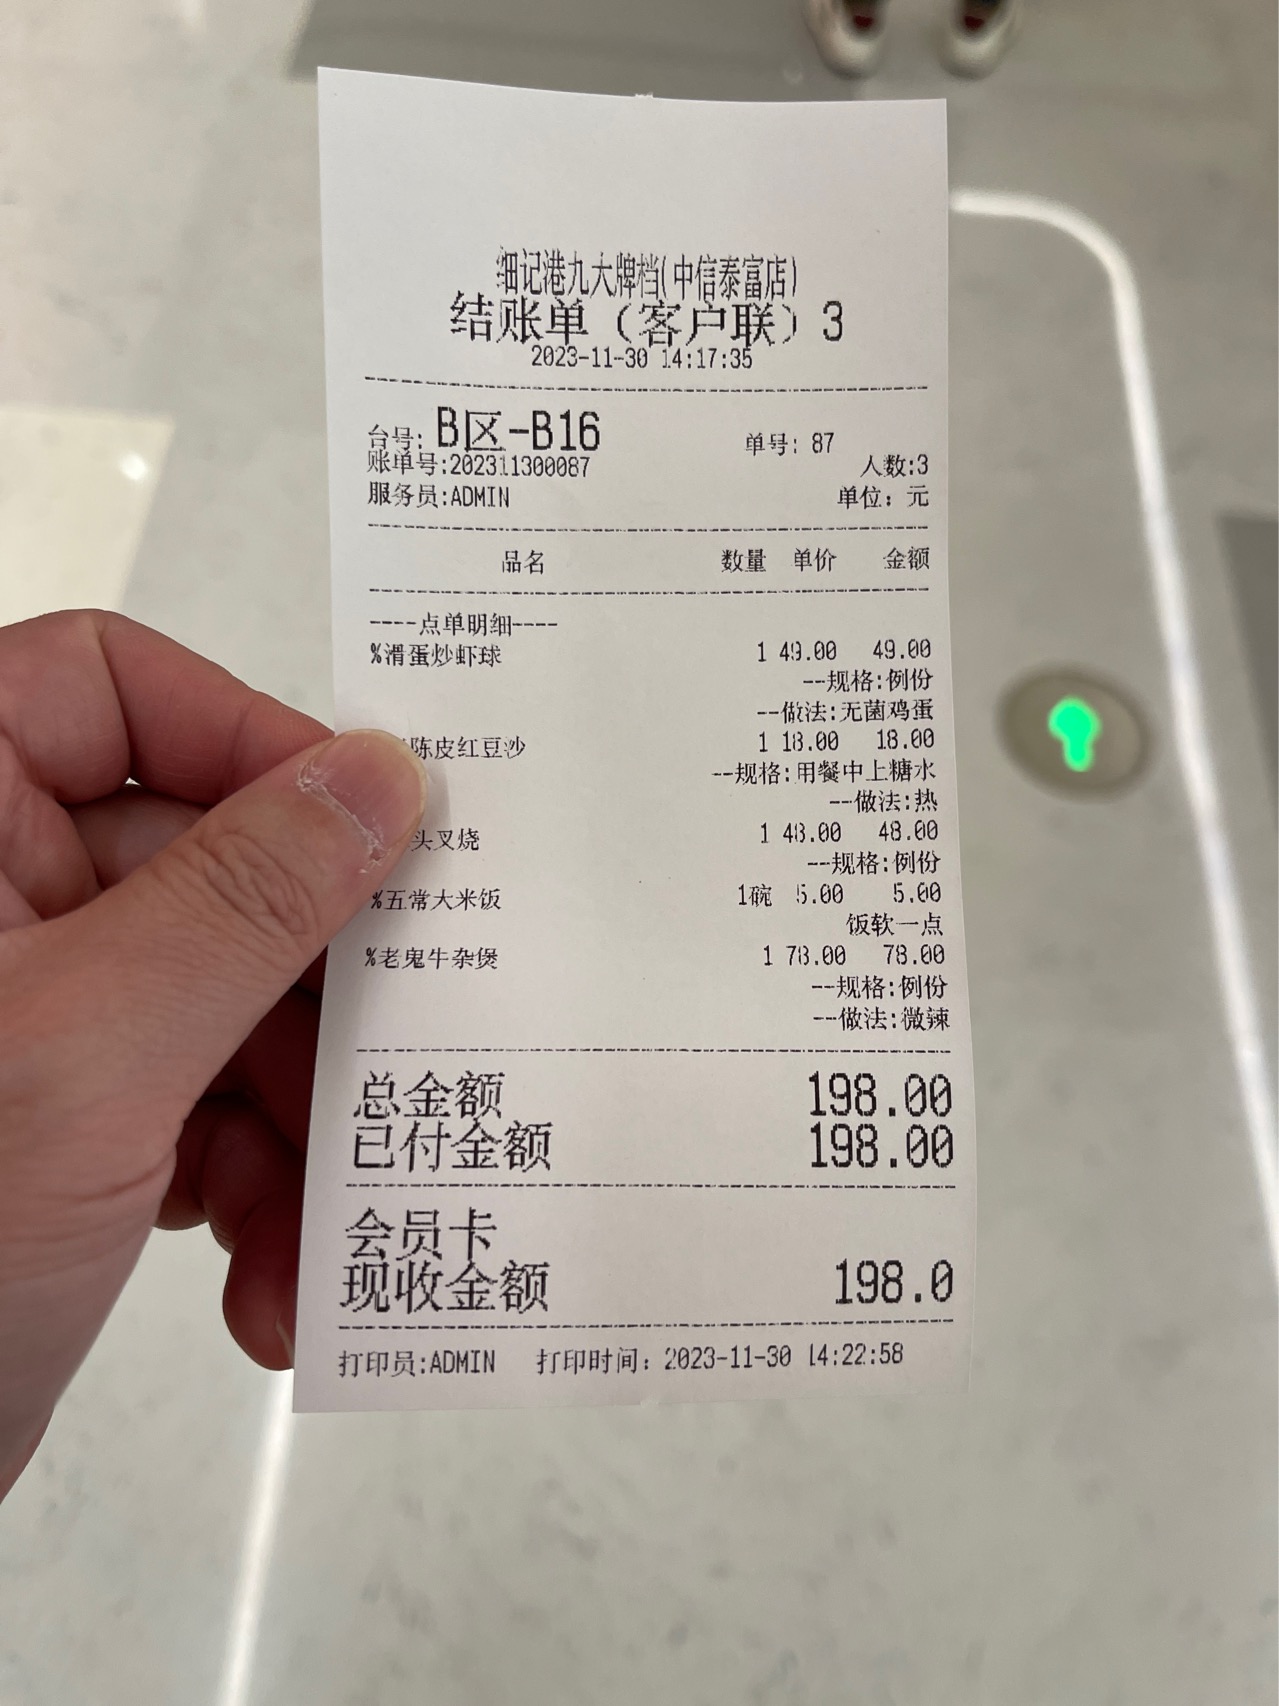 细记港九大牌档(中信泰富店)
结账单（客户联）3
2023-11-30 14:17:35
台号: B区-B16 单号: 87
账单号:202311300087 人数:3
服务员:ADMIN 单位: 元
品名 数量 单价 金额
----点单明细----
%滑蛋炒虾球 1 49.00 49.00
--规格:例份
--做法:无菌鸡蛋
陈皮红豆沙 1 18.00 18.00
--规格:用餐中上糖水
--做法:热
头叉烧 1 48.00 48.00
--规格:例份
%五常大米饭 1碗 5.00 5.00
饭软一点
%老鬼牛杂煲 1 78.00 78.00
--规格:例份
--做法:微辣
总金额 198.00
已付金额 198.00
会员卡
现收金额 198.0
打印员:ADMIN 打印时间: 2023-11-30 14:22:58